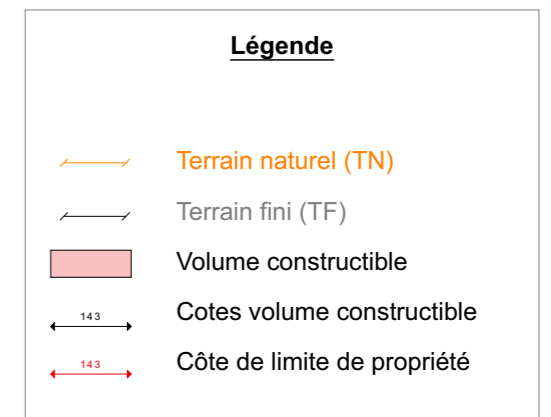 Légende
Terrain naturel (TN)
Terrain fini (TF)
Volume constructible
143 Cotes volume constructible
143 Côte de limite de propriété